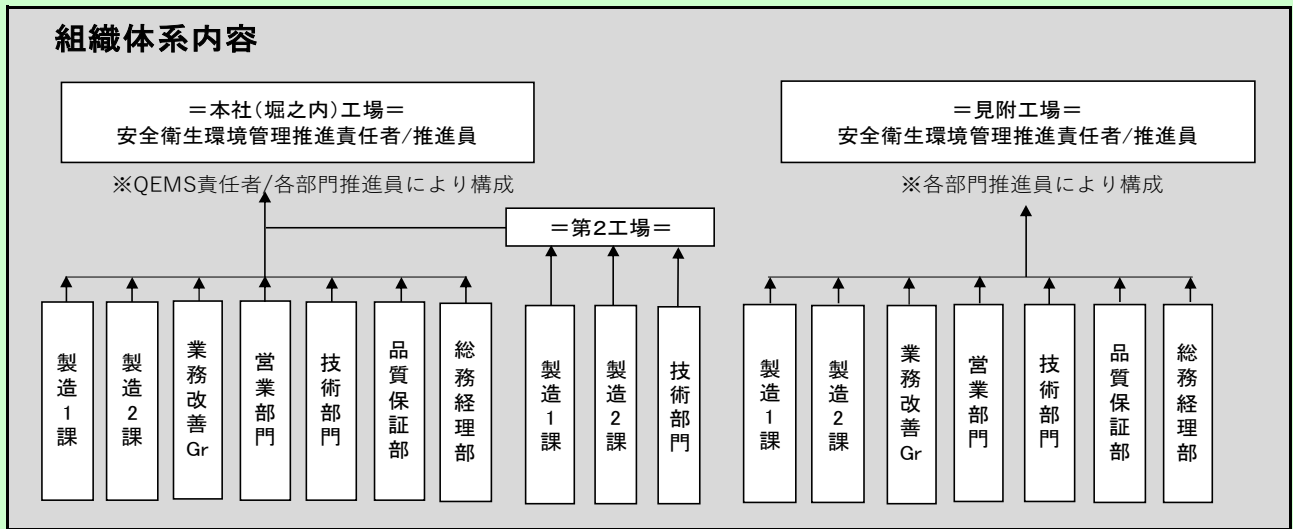 組織体系内容
=本社(堀之内)工場=
安全衛生環境管理推進責任者/推進員
※QEMS責任者/各部門推進員により構成
=見附工場=
安全衛生環境管理推進責任者/推進員
※各部門推進員により構成
=第2工場=
製造1課
製造2課
業務改善Gr
営業部門
技術部門
品質保証部
総務経理部
製造1課
製造2課
技術部門
製造1課
製造2課
業務改善Gr
営業部門
技術部門
品質保証部
総務経理部